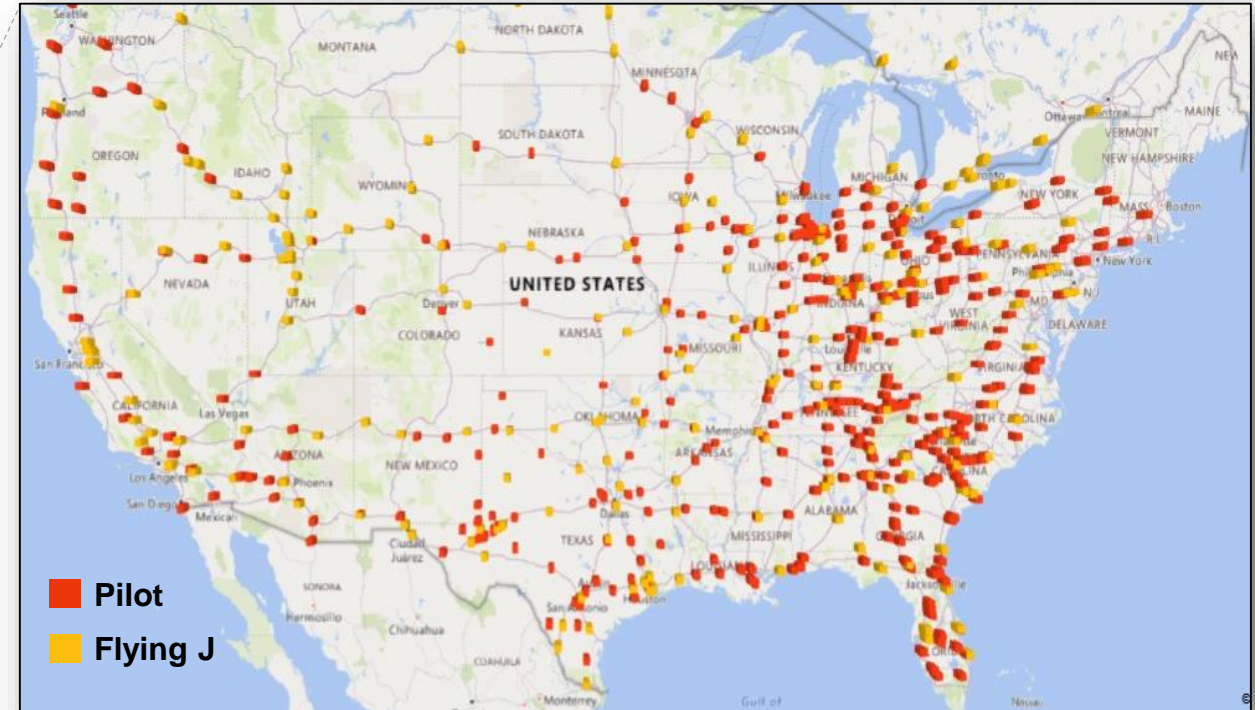 Seattle
WASHINGTON
MONTANA
NORTH DAKOTA
MINNESOTA
OREGON
IDAHO
WYOMING
SOUTH DAKOTA
WISCONSIN
MICHIGAN
Ottawa
Montreal
MAINE
VERMONT
NEW HAMPSHIRE
NEW YORK
MASS
Boston
R.I.
IOWA
Milwaukee
NEBRASKA
ILLINOIS
INDIANA
OHIO
PENNSYLVANIA
New York
N.J.
MD
DELAWARE
WEST
VIRGINIA
NEVADA
UTAH
Denver
COLORADO
UNITED STATES
KANSAS
MISSOURI
KENTUCKY
San Francisco
CALIFORNIA
Las Vegas
ARIZONA
Phoenix
NEW MEXICO
OKLAHOMA
ARKANSAS
Memphis
Los Angeles
San Diego
Mexicali
Ciudad
Juárez
TEXAS
Dallas
MISSISSIPPI
ALABAMA
GEORGIA
LOUISIANA
Austin
San Antonio
Houston
Jacksonville
SONORA
Hermosillo
Chihuahua
COAHUILA
Monterrey
Gulf of
Nassau
Pilot
Flying J
©